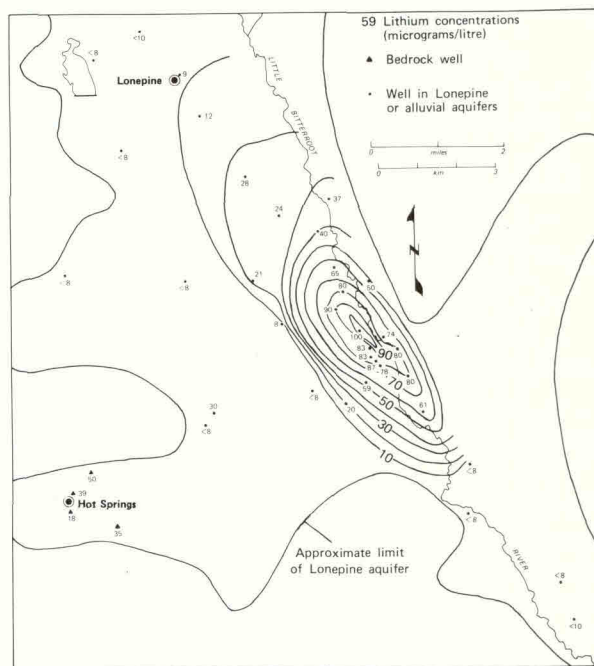 59 Lithium concentrations
(micrograms/litre)
Bedrock well
Well in Lonepine
or alluvial aquifers
0 miles 2
0 km 3
N
<10
<8
Lonepine
9
LITTLE
BITTERROOT
12
<8
28
24
37
40
65
50
<8
<8
21
80
90
8
100
74
83
90
80
83
87
78
70
80
59
50
61
<8
20
30
30
<8
10
<8
50
39
Hot Springs
18
35
<8
Approximate limit
of Lonepine aquifer
RIVER
<8
<10